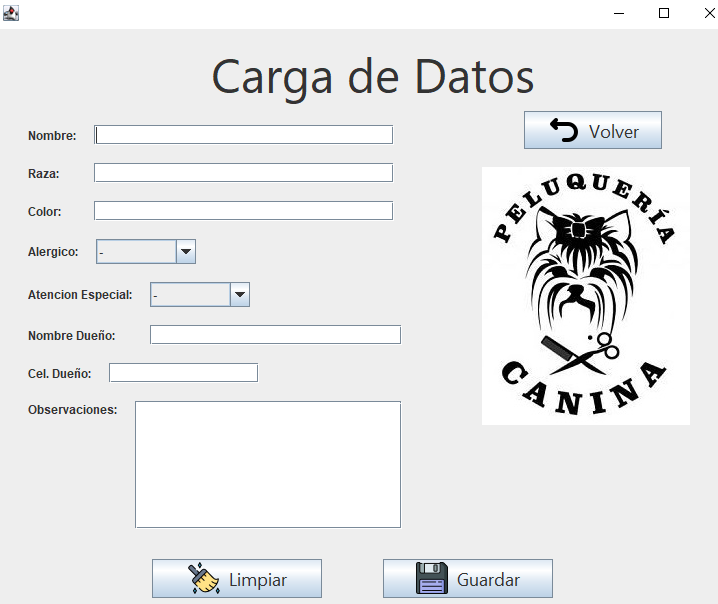 Carga de Datos
Nombre:
Volver
Raza:
Color:
Alergico:
-
Atencion Especial:
-
Nombre Dueño:
Cel. Dueño:
Observaciones:
PELUQUERÍA
CANINA
Limpiar
Guardar